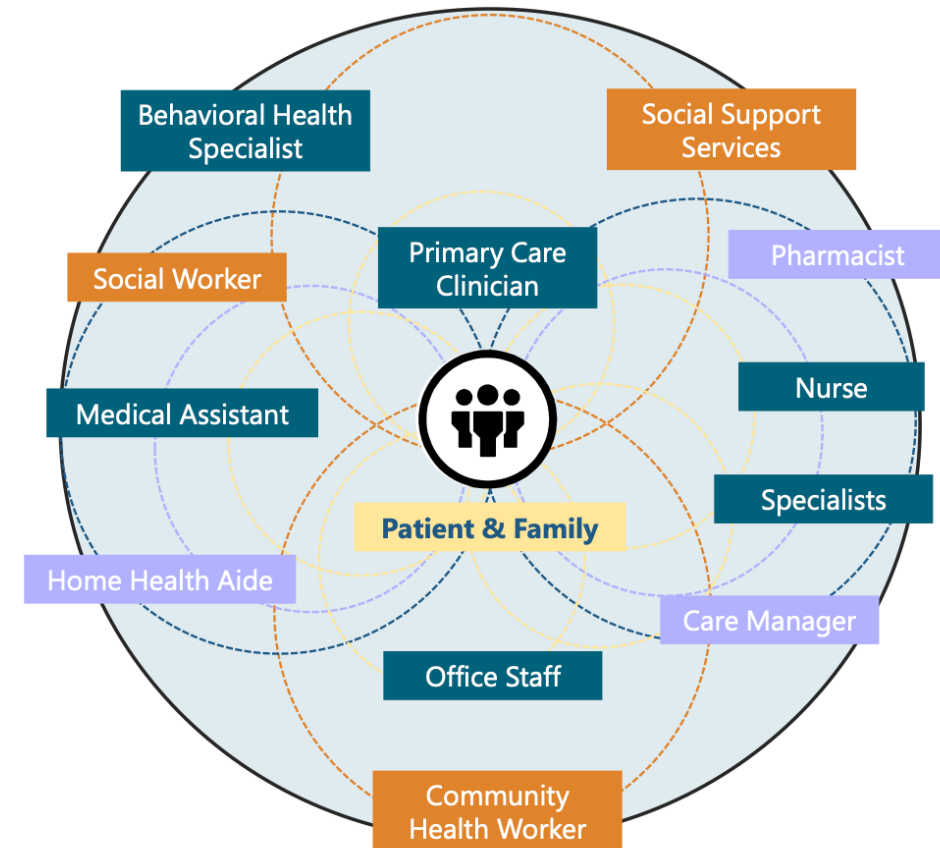 Behavioral Health
Specialist
Social Support
Services
Primary Care
Clinician
Pharmacist
Social Worker
Nurse
Medical Assistant
Specialists
Patient & Family
Home Health Aide
Care Manager
Office Staff
Community
Health Worker